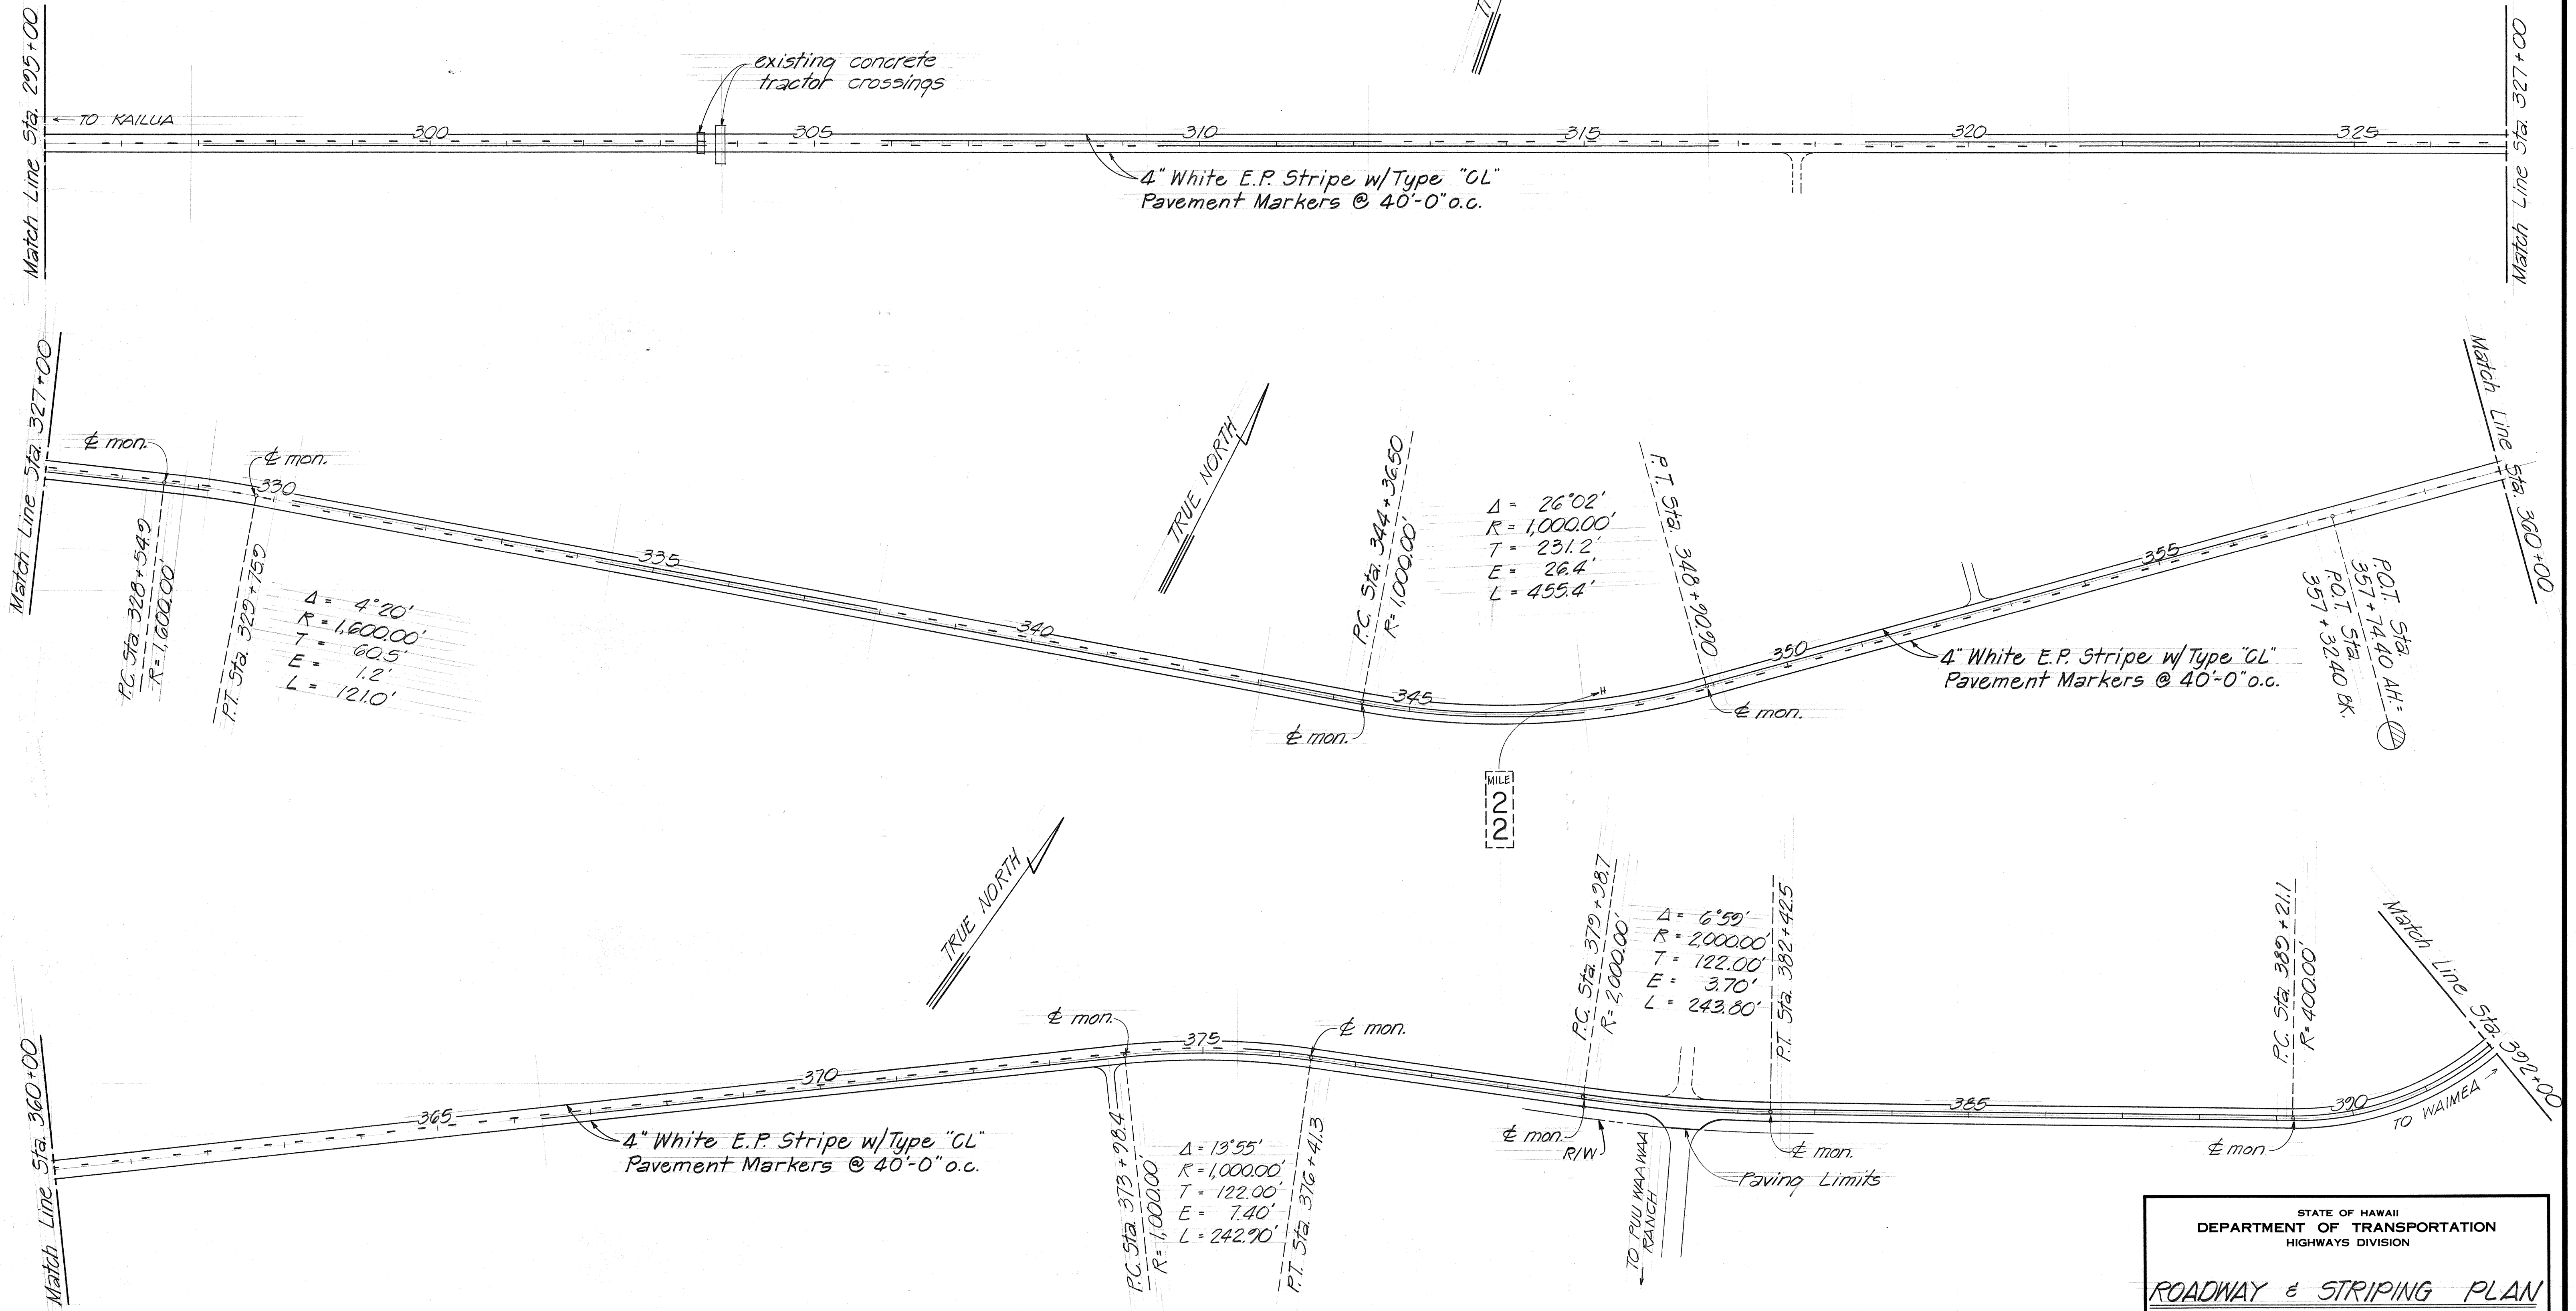 Match Line Sta. 295+00
← TO KAILUA
existing concrete
tractor crossings
300
305
310
315
320
325
4" White E.P. Stripe w/Type "CL"
Pavement Markers @ 40'-0" o.c.
Match Line Sta. 327+00
Match Line Sta. 327+00
℄ mon.
℄ mon.
330
335
340
345
350
355
P.C. Sta. 328+54.9
R=1,600.00'
P.T. Sta. 329+75.9
Δ = 4°20'
R = 1,600.00'
T = 60.5'
E = 1.2'
L = 121.0'
TRUE NORTH
P.C. Sta. 344+36.50
R=1,000.00'
℄ mon.
Δ = 26°02'
R = 1,000.00'
T = 231.2'
E = 26.4'
L = 455.4'
P.T. Sta. 348+90.90
℄ mon.
MILE
2
2
4" White E.P. Stripe w/Type "CL"
Pavement Markers @ 40'-0" o.c.
P.O.T. Sta.
357+74.40 AH.=
P.O.T. Sta.
357+32.40 BK.
Match Line Sta. 360+00
Match Line Sta. 360+00
365
370
375
385
390
4" White E.P. Stripe w/Type "CL"
Pavement Markers @ 40'-0" o.c.
TRUE NORTH
℄ mon.
℄ mon.
P.C. Sta. 373+98.4
R=1,000.00'
Δ = 13°55'
R = 1,000.00'
T = 122.00'
E = 7.40'
L = 242.90'
P.T. Sta. 376+41.3
P.C. Sta. 379+98.7
R=2,000.00'
Δ = 6°59'
R = 2,000.00'
T = 122.00'
E = 3.70'
L = 243.80'
P.T. Sta. 382+42.5
℄ mon.
R/W
← TO PUU WAAWAA
RANCH
℄ mon.
Paving Limits
P.C. Sta. 389+21.1
R=400.00'
℄ mon
TO WAIMEA →
Match Line Sta. 392+00
STATE OF HAWAII
DEPARTMENT OF TRANSPORTATION
HIGHWAYS DIVISION
ROADWAY & STRIPING PLAN